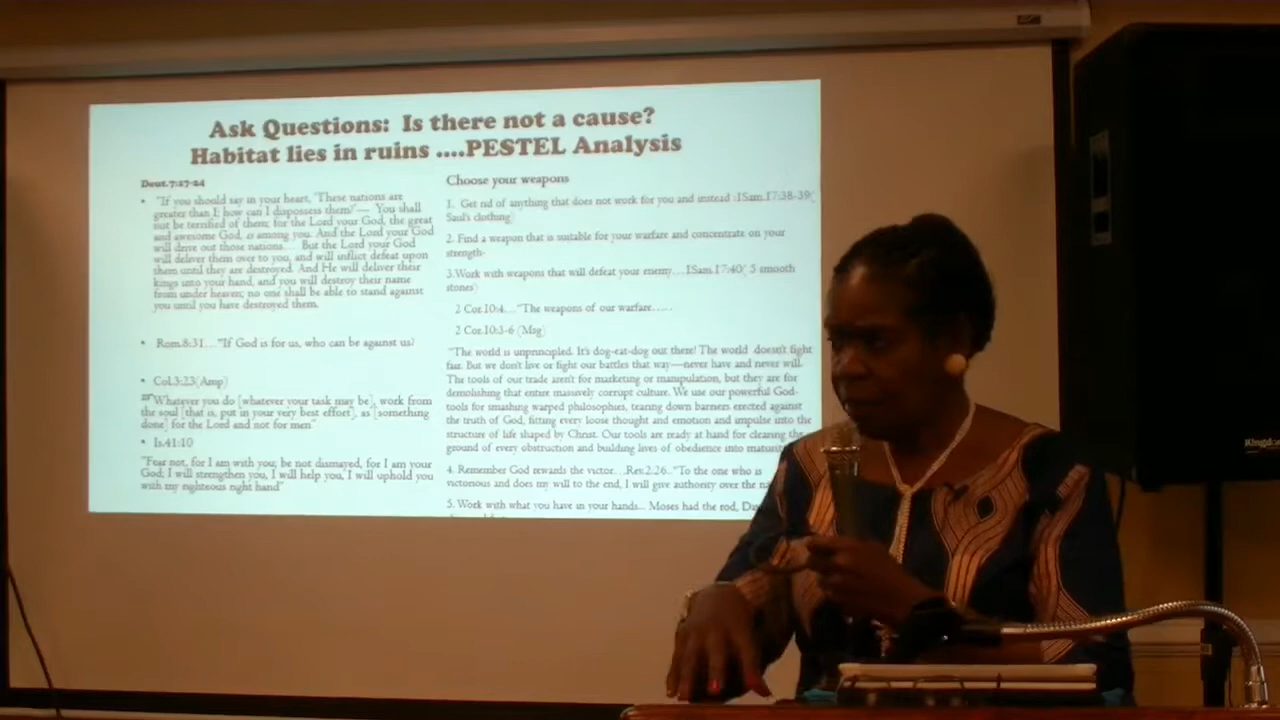 Ask Questions: Is there not a cause?
Habitat lies in ruins ....PESTEL Analysis
Deut.7:17-24
• "If you should say in your heart, 'These nations are
greater than I; how can I dispossess them?'— You shall
not be terrified of them; for the Lord your God, the great
and awesome God, is among you. And the Lord your God
will drive out those nations... But the Lord your God
will deliver them over to you, and will inflict defeat upon
them until they are destroyed. And He will deliver their
kings into your hand, and you will destroy their name
from under heaven; no one shall be able to stand against
you until you have destroyed them.
• Rom.8:31... "If God is for us, who can be against us?
• Col.3:23(Amp)
"Whatever you do [whatever your task may be], work from
the soul [that is, put in your very best effort], as [something
done] for the Lord and not for men"
• Is.41:10
"Fear not, for I am with you; be not dismayed, for I am your
God; I will strengthen you, I will help you, I will uphold you
with my righteous right hand"
Choose your weapons
1. Get rid of anything that does not work for you and instead :1Sam.17:38-39(
Saul's clothing)
2. Find a weapon that is suitable for your warfare and concentrate on your
strength-
3.Work with weapons that will defeat your enemy....1Sam.17:40( 5 smooth
stones)
2 Cor.10:4... "The weapons of our warfare......
2 Cor.10:3-6 (Msg)
"The world is unprincipled. It's dog-eat-dog out there! The world doesn't fight
fair. But we don't live or fight our battles that way—never have and never will.
The tools of our trade aren't for marketing or manipulation, but they are for
demolishing that entire massively corrupt culture. We use our powerful God-
tools for smashing warped philosophies, tearing down barriers erected against
the truth of God, fitting every loose thought and emotion and impulse into the
structure of life shaped by Christ. Our tools are ready at hand for clearing the
ground of every obstruction and building lives of obedience into
4. Remember God rewards the victor...Rev.2:26. "To the one who is
victorious and does my will to the end, I will give authority over the
5. Work with what you have in your hands... Moses had the rod,